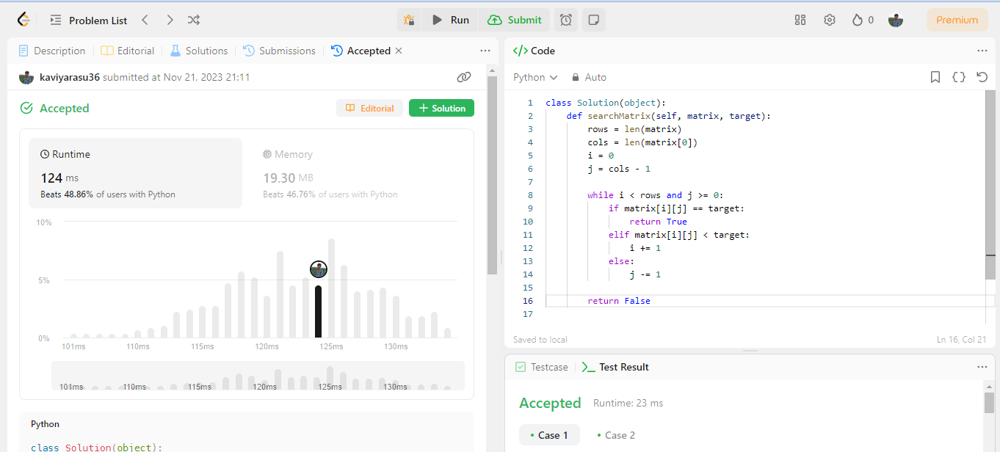 Problem List
Run
Submit
0
Premium
Description
Editorial
Solutions
Submissions
Accepted
kaviyarasu36 submitted at Nov 21, 2023 21:11
Accepted
Editorial
Solution
Runtime
124 ms
Beats 48.86% of users with Python
Memory
19.30 MB
Beats 46.76% of users with Python
10%
5%
0%
101ms 110ms 115ms 120ms 125ms 130ms
101ms 110ms 115ms 120ms 125ms 130ms
Python
class Solution(object):
</> Code
Python
Auto
1 class Solution(object):
2 def searchMatrix(self, matrix, target):
3 rows = len(matrix)
4 cols = len(matrix[0])
5 i = 0
6 j = cols - 1
7
8 while i < rows and j >= 0:
9 if matrix[i][j] == target:
10 return True
11 elif matrix[i][j] < target:
12 i += 1
13 else:
14 j -= 1
15
16 return False
17
Saved to local
Ln 16, Col 21
Testcase
Test Result
Accepted Runtime: 23 ms
• Case 1
• Case 2